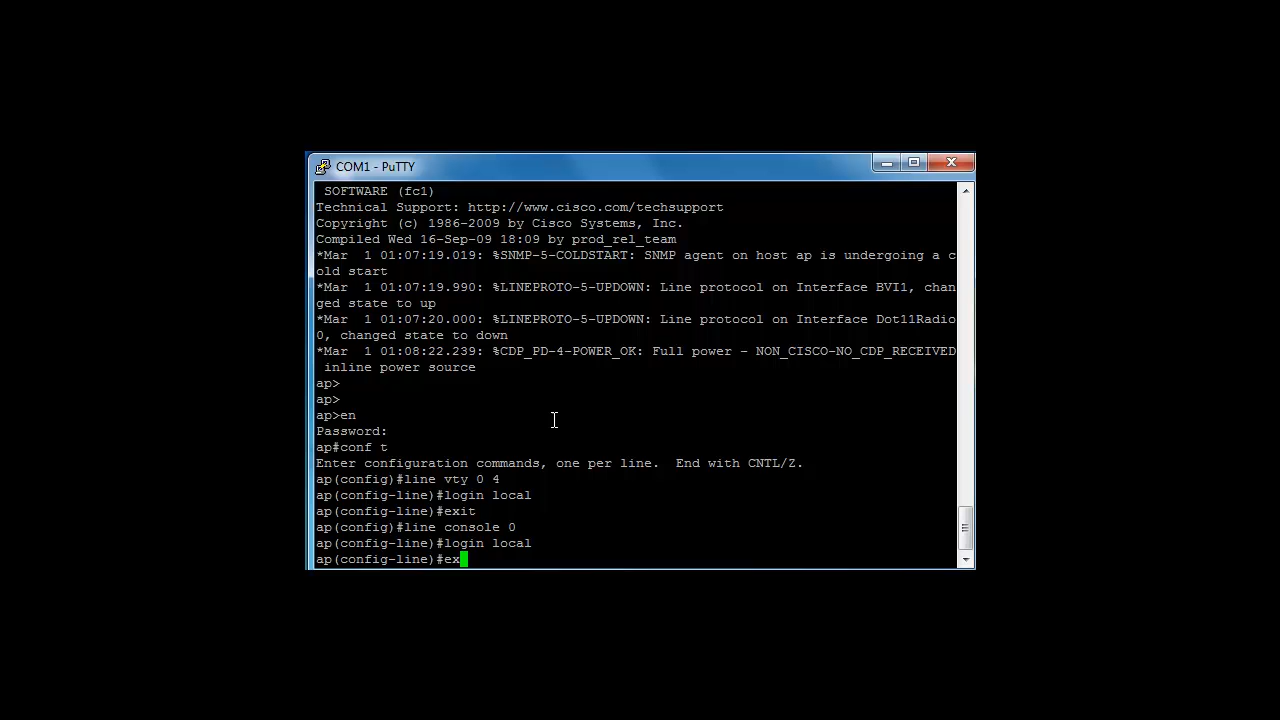 COM1 - PuTTY
SOFTWARE (fc1)
Technical Support: http://www.cisco.com/techsupport
Copyright (c) 1986-2009 by Cisco Systems, Inc.
Compiled Wed 16-Sep-09 18:09 by prod_rel_team
*Mar  1 01:07:19.019: %SNMP-5-COLDSTART: SNMP agent on host ap is undergoing a c
old start
*Mar  1 01:07:19.990: %LINEPROTO-5-UPDOWN: Line protocol on Interface BVI1, chan
ged state to up
*Mar  1 01:07:20.000: %LINEPROTO-5-UPDOWN: Line protocol on Interface Dot11Radio
0, changed state to down
*Mar  1 01:08:22.239: %CDP_PD-4-POWER_OK: Full power - NON_CISCO-NO_CDP_RECEIVED
inline power source
ap>
ap>
ap>en
Password:
ap#conf t
Enter configuration commands, one per line.  End with CNTL/Z.
ap(config)#line vty 0 4
ap(config-line)#login local
ap(config-line)#exit
ap(config)#line console 0
ap(config-line)#login local
ap(config-line)#ex